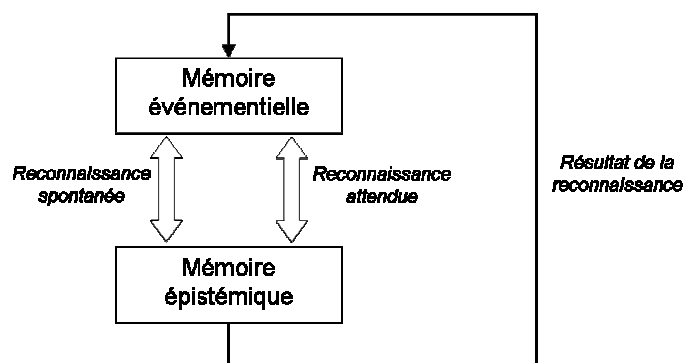 Mémoire
événementielle
Reconnaissance
spontanée
Reconnaissance
attendue
Résultat de la
reconnaissance
Mémoire
épistémique